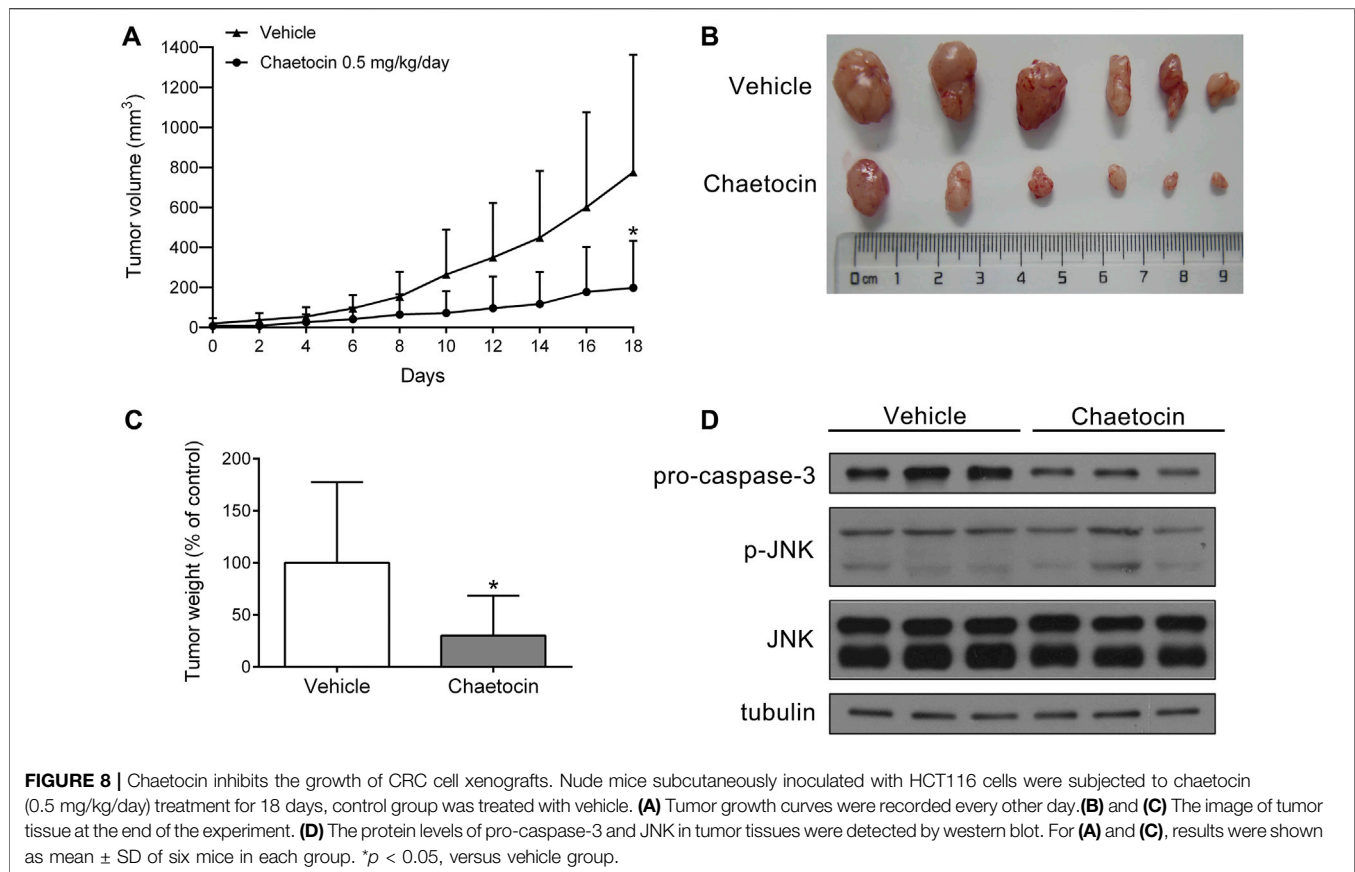 A
Vehicle
Chaetocin 0.5 mg/kg/day
Tumor volume (mm³)
1400
1200
1000
800
600
400
200
0
*
0 2 4 6 8 10 12 14 16 18
Days
B
Vehicle
Chaetocin
0 cm 1 2 3 4 5 6 7 8 9
C
Tumor weight (% of control)
200
150
100
50
0
*
Vehicle Chaetocin
D
Vehicle Chaetocin
pro-caspase-3
p-JNK
JNK
tubulin
FIGURE 8 | Chaetocin inhibits the growth of CRC cell xenografts. Nude mice subcutaneously inoculated with HCT116 cells were subjected to chaetocin
(0.5 mg/kg/day) treatment for 18 days, control group was treated with vehicle. (A) Tumor growth curves were recorded every other day.(B) and (C) The image of tumor
tissue at the end of the experiment. (D) The protein levels of pro-caspase-3 and JNK in tumor tissues were detected by western blot. For (A) and (C), results were shown
as mean ± SD of six mice in each group. *p < 0.05, versus vehicle group.